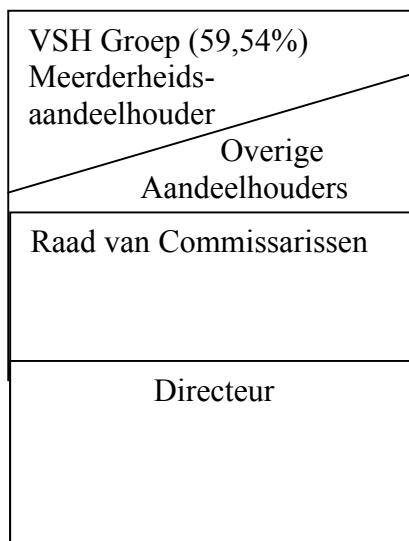 VSH Groep (59,54%)
Meerderheids-
aandeelhouder
Overige
Aandeelhouders
Raad van Commissarissen
Directeur